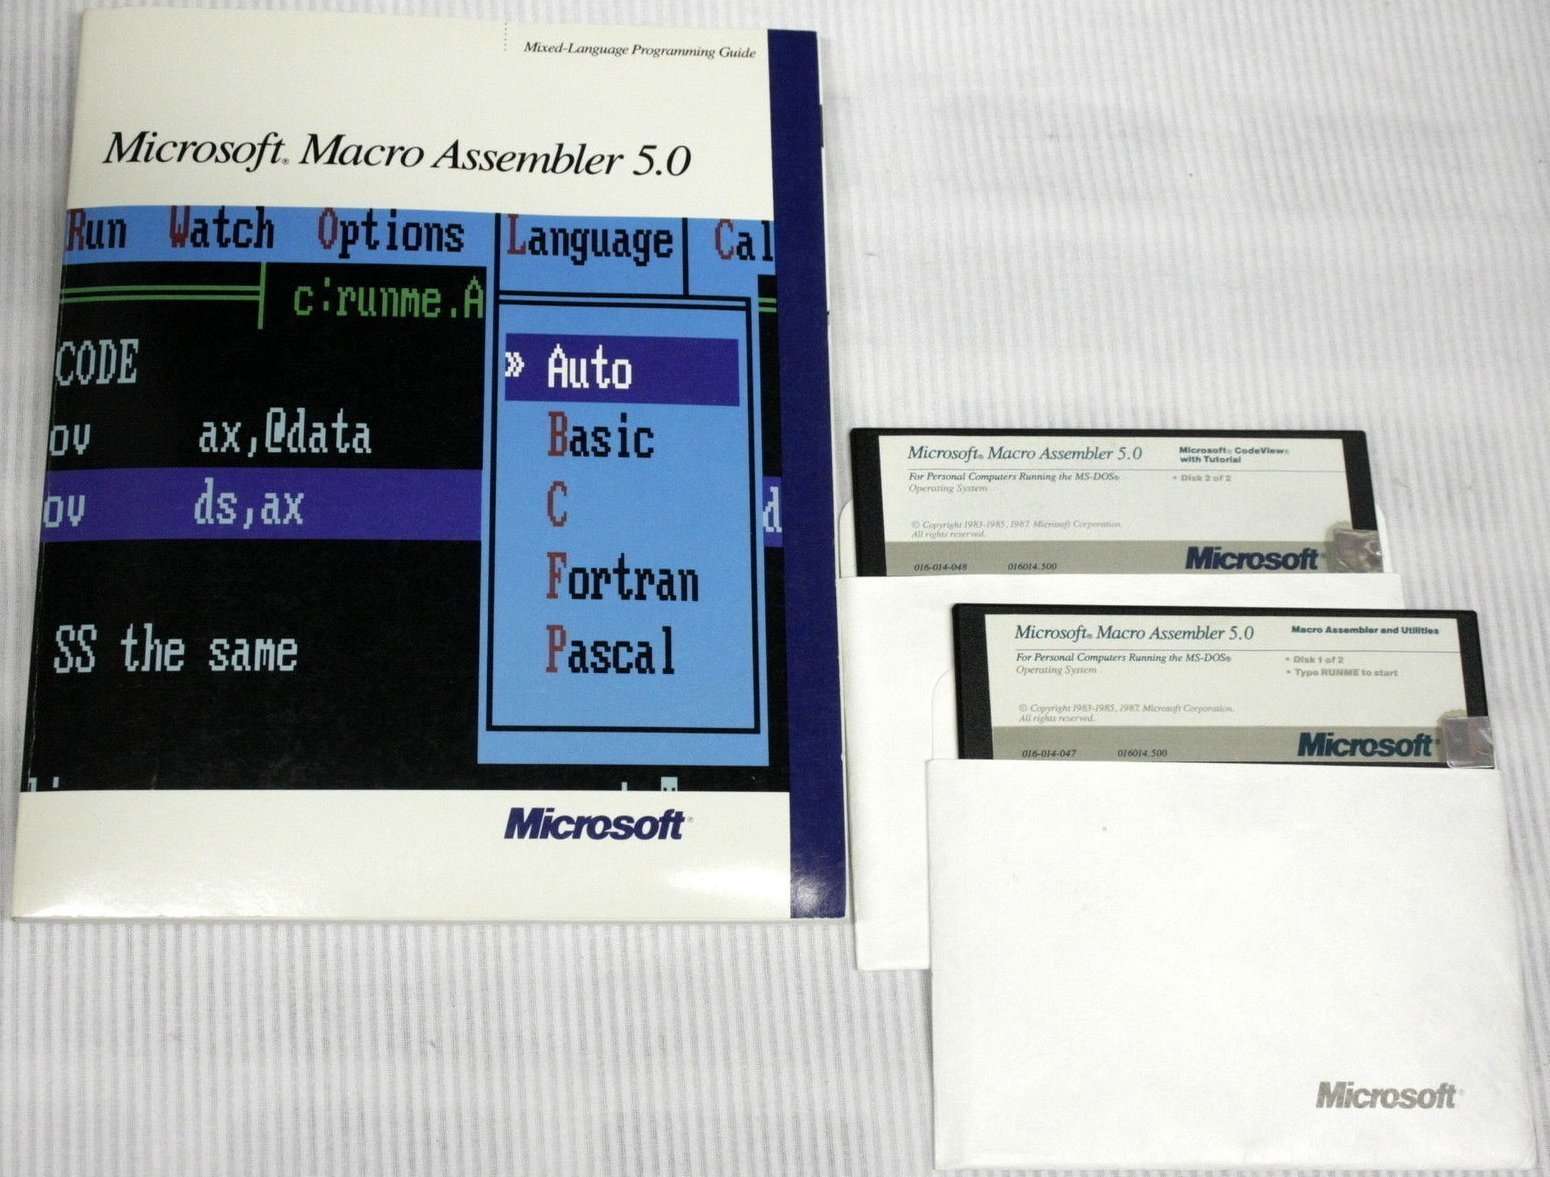 Mixed-Language Programming Guide
Microsoft® Macro Assembler 5.0
Run Watch Options Language Cal
c:runme.A
CODE
» Auto
ov ax,@data
Basic
ov ds,ax
C
d
Fortran
SS the same
Pascal
Microsoft®
Microsoft® Macro Assembler 5.0
Microsoft® CodeView®
with Tutorial
For Personal Computers Running the MS-DOS®
Operating System
• Disk 2 of 2
© Copyright 1983-1985, 1987. Microsoft Corporation.
All rights reserved.
016-014-048 016014.500
Microsoft®
Microsoft® Macro Assembler 5.0
Macro Assembler and Utilities
For Personal Computers Running the MS-DOS®
Operating System
• Disk 1 of 2
• Type RUNME to start
© Copyright 1983-1985, 1987. Microsoft Corporation.
All rights reserved.
016-014-047 016014.500
Microsoft®
Microsoft®